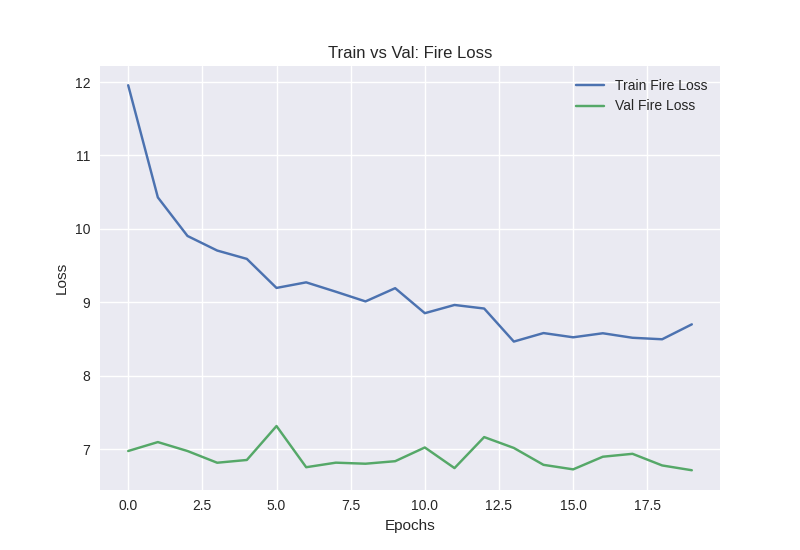 Train vs Val: Fire Loss
Train Fire Loss
Val Fire Loss
12
11
10
9
8
7
Loss
0.0 2.5 5.0 7.5 10.0 12.5 15.0 17.5
Epochs